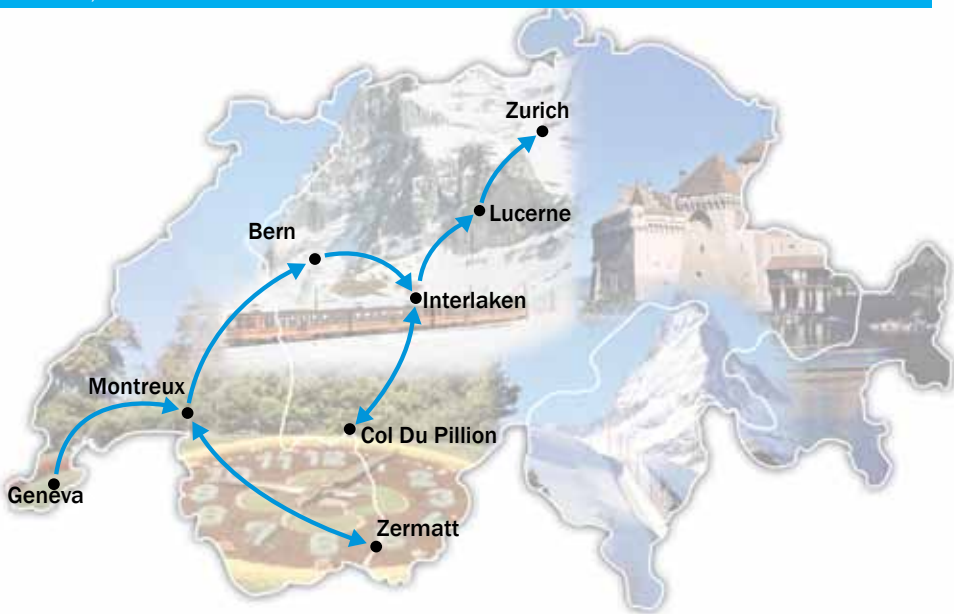 Zurich
Lucerne
Bern
Interlaken
Montreux
Col Du Pillion
Geneva
Zermatt